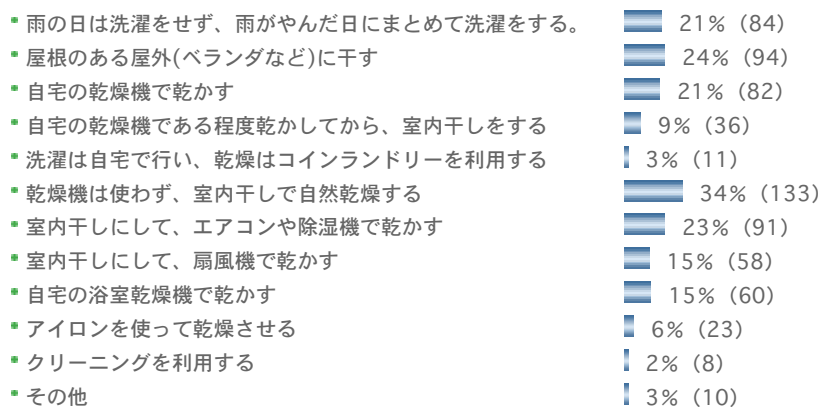 雨の日は洗濯をせず、雨がやんだ日にまとめて洗濯をする。 21% (84)
屋根のある屋外(ベランダなど)に干す 24% (94)
自宅の乾燥機で乾かす 21% (82)
自宅の乾燥機である程度乾かしてから、室内干しをする 9% (36)
洗濯は自宅で行い、乾燥はコインランドリーを利用する 3% (11)
乾燥機は使わず、室内干しで自然乾燥する 34% (133)
室内干しにして、エアコンや除湿機で乾かす 23% (91)
室内干しにして、扇風機で乾かす 15% (58)
自宅の浴室乾燥機で乾かす 15% (60)
アイロンを使って乾燥させる 6% (23)
クリーニングを利用する 2% (8)
その他 3% (10)